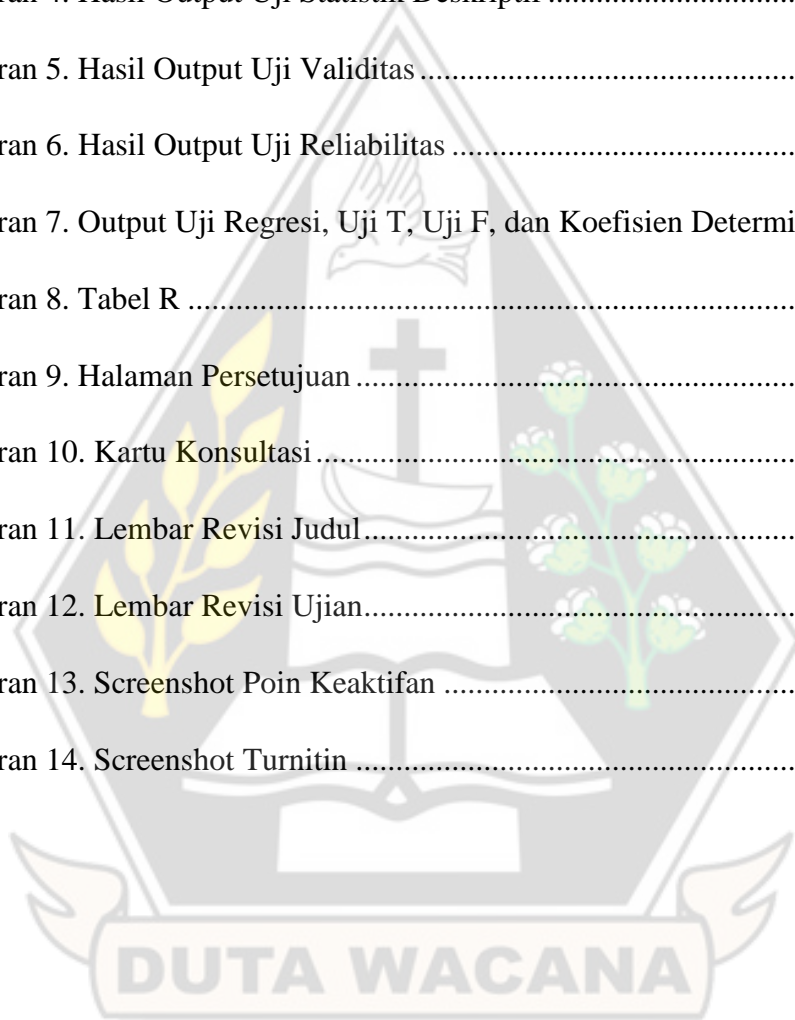 ran 4. Hasil Output Uji Statistik Deskriptif ..............................
ran 5. Hasil Output Uji Validitas ..............................................
ran 6. Hasil Output Uji Reliabilitas ..........................................
ran 7. Output Uji Regresi, Uji T, Uji F, dan Koefisien Determi
ran 8. Tabel R .........................................................................
ran 9. Halaman Persetujuan .....................................................
ran 10. Kartu Konsultasi ..........................................................
ran 11. Lembar Revisi Judul.....................................................
ran 12. Lembar Revisi Ujian.....................................................
ran 13. Screenshot Poin Keaktifan ...........................................
ran 14. Screenshot Turnitin ......................................................
DUTA WACANA